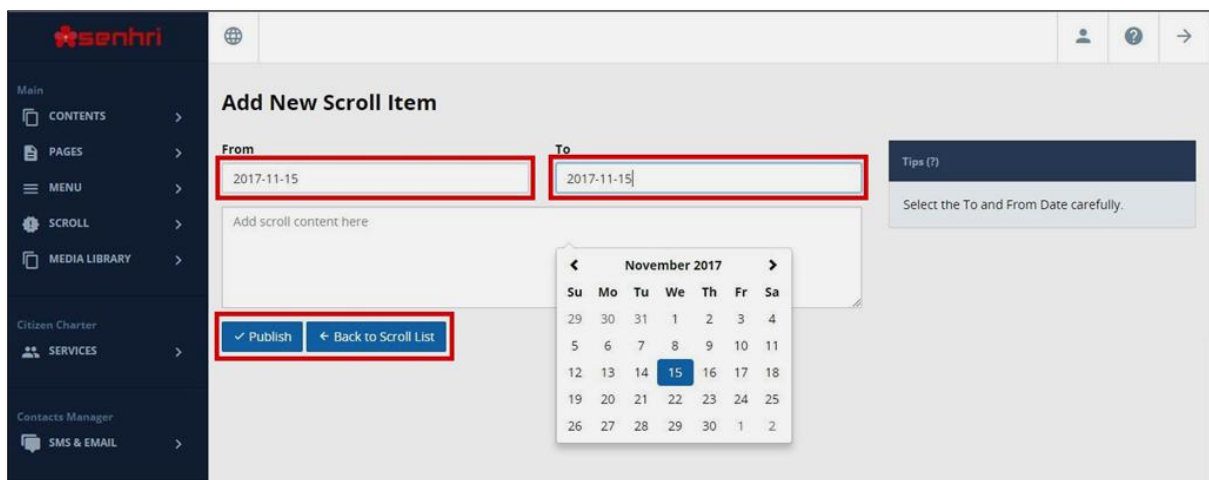 senhri
Main
CONTENTS
PAGES
MENU
SCROLL
MEDIA LIBRARY
Citizen Charter
SERVICES
Contacts Manager
SMS & EMAIL
Add New Scroll Item
From
To
2017-11-15
2017-11-15
Add scroll content here
Publish
Back to Scroll List
November 2017
Su Mo Tu We Th Fr Sa
29 30 31 1 2 3 4
5 6 7 8 9 10 11
12 13 14 15 16 17 18
19 20 21 22 23 24 25
26 27 28 29 30 1 2
Tips (?)
Select the To and From Date carefully.